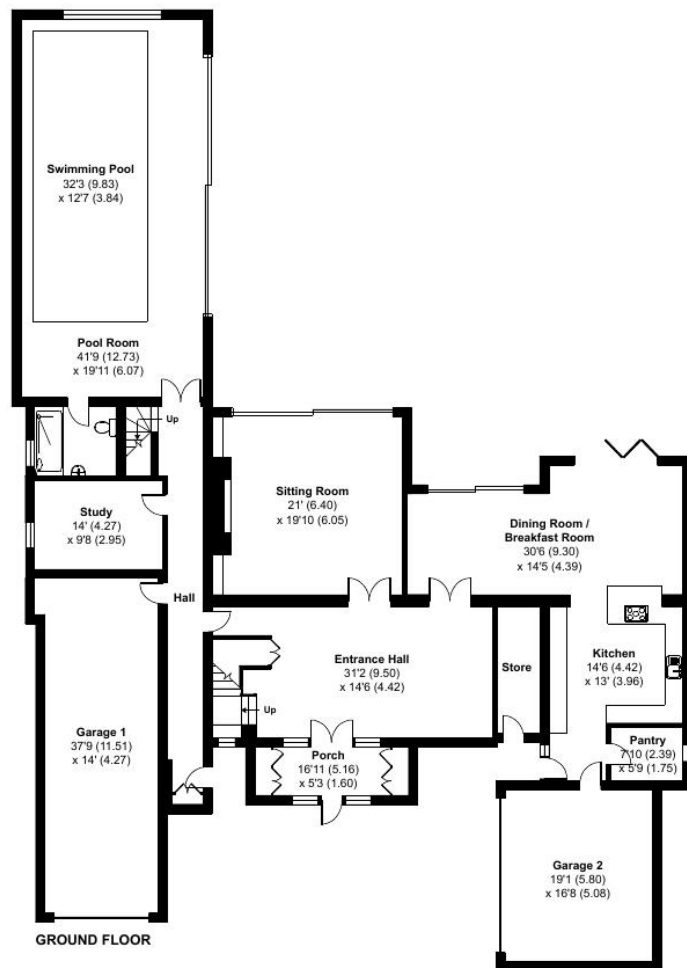 Swimming Pool
32'3 (9.83)
x 12'7 (3.84)
Pool Room
41'9 (12.73)
x 19'11 (6.07)
Up
Sitting Room
21' (6.40)
x 19'10 (6.05)
Study
14' (4.27)
x 9'8 (2.95)
Dining Room /
Breakfast Room
30'6 (9.30)
x 14'5 (4.39)
Hall
Entrance Hall
31'2 (9.50)
x 14'6 (4.42)
Store
Kitchen
14'6 (4.42)
x 13' (3.96)
Up
Garage 1
37'9 (11.51)
x 14' (4.27)
Porch
16'11 (5.16)
x 5'3 (1.60)
Pantry
7'10 (2.39)
x 5'9 (1.75)
Garage 2
19'1 (5.80)
x 16'8 (5.08)
GROUND FLOOR